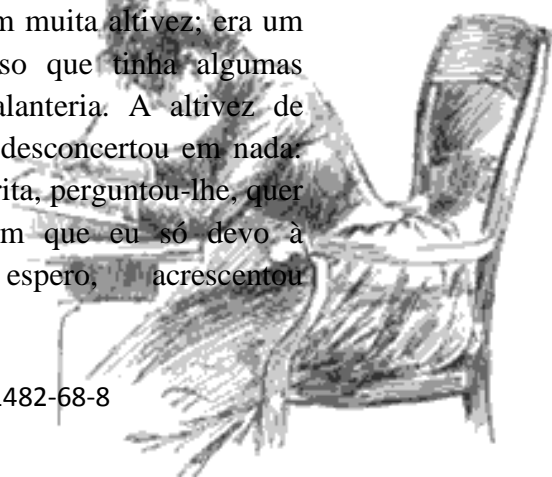 m muita altivez; era um
so que tinha algumas
alanteria. A altivez de
desconcertou em nada:
rita, perguntou-lhe, quer
m que eu só devo à
espero, acrescentou
482-68-8